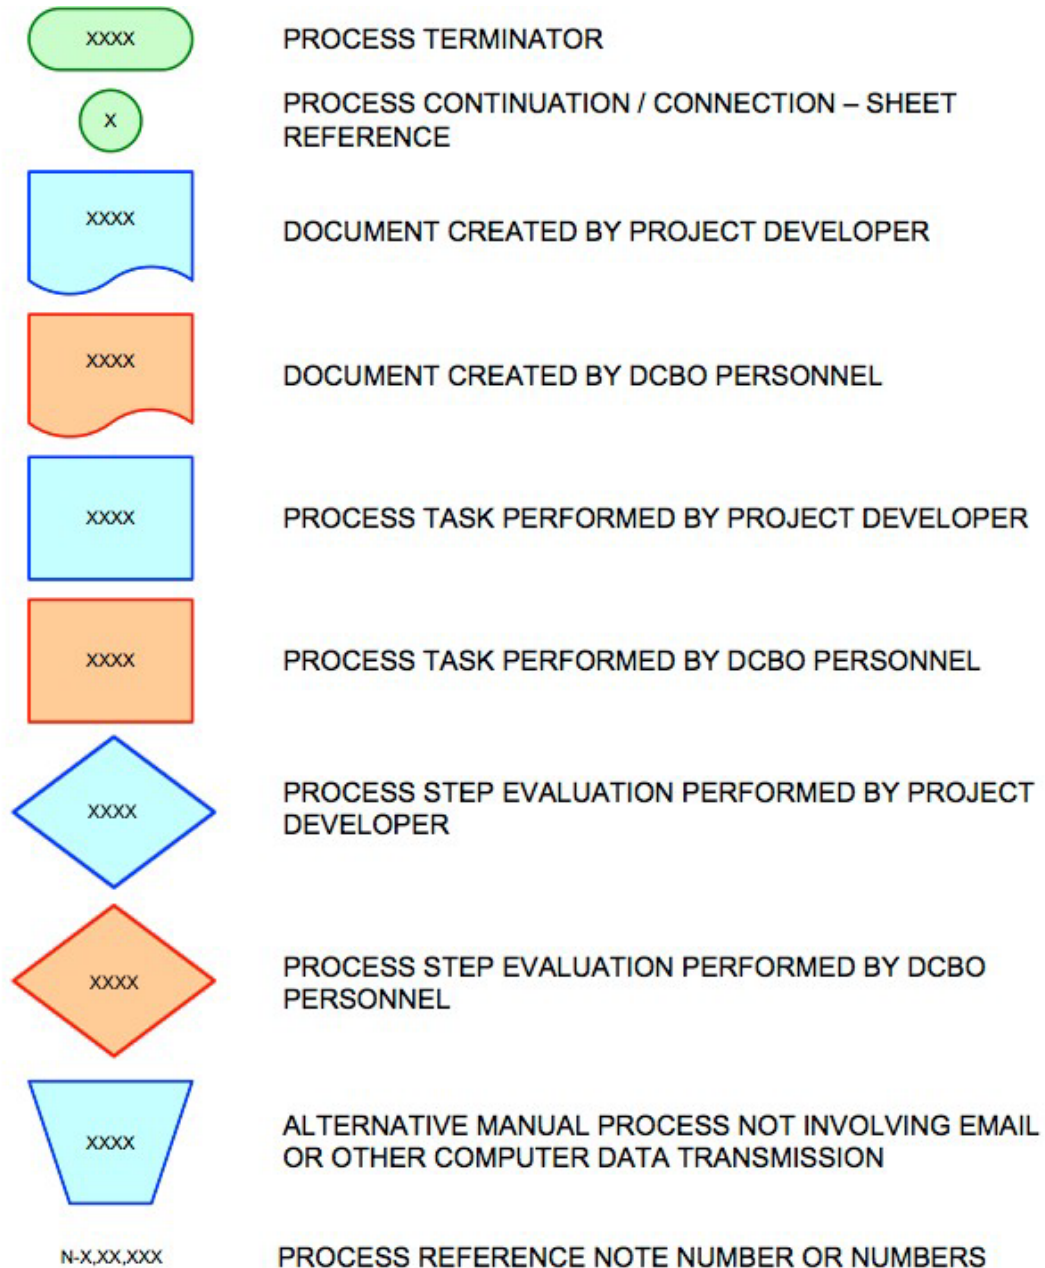 XXXX PROCESS TERMINATOR
PROCESS CONTINUATION / CONNECTION – SHEET
X REFERENCE
XXXX DOCUMENT CREATED BY PROJECT DEVELOPER
XXXX DOCUMENT CREATED BY DCBO PERSONNEL
XXXX PROCESS TASK PERFORMED BY PROJECT DEVELOPER
XXXX PROCESS TASK PERFORMED BY DCBO PERSONNEL
XXXX PROCESS STEP EVALUATION PERFORMED BY PROJECT
DEVELOPER
XXXX PROCESS STEP EVALUATION PERFORMED BY DCBO
PERSONNEL
XXXX ALTERNATIVE MANUAL PROCESS NOT INVOLVING EMAIL
OR OTHER COMPUTER DATA TRANSMISSION
N-X,XX,XXX PROCESS REFERENCE NOTE NUMBER OR NUMBERS